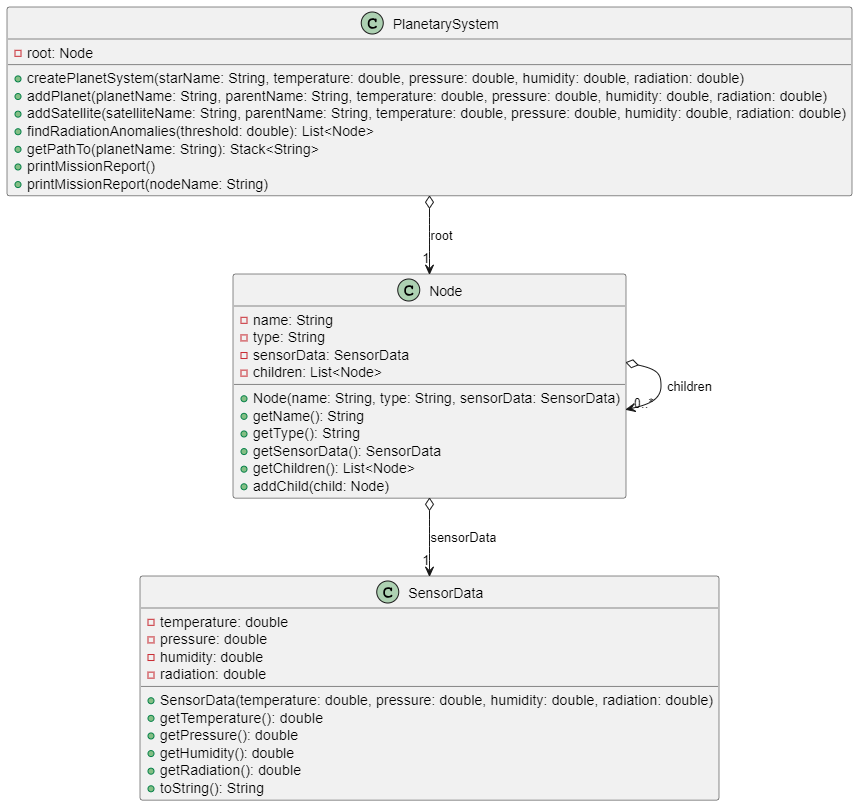 C PlanetarySystem
root: Node
createPlanetSystem(starName: String, temperature: double, pressure: double, humidity: double, radiation: double)
addPlanet(planetName: String, parentName: String, temperature: double, pressure: double, humidity: double, radiation: double)
addSatellite(satelliteName: String, parentName: String, temperature: double, pressure: double, humidity: double, radiation: double)
findRadiationAnomalies(threshold: double): List<Node>
getPathTo(planetName: String): Stack<String>
printMissionReport()
printMissionReport(nodeName: String)
root
1
C Node
name: String
type: String
sensorData: SensorData
children: List<Node>
Node(name: String, type: String, sensorData: SensorData)
getName(): String
getType(): String
getSensorData(): SensorData
getChildren(): List<Node>
addChild(child: Node)
children
0..*
sensorData
1
C SensorData
temperature: double
pressure: double
humidity: double
radiation: double
SensorData(temperature: double, pressure: double, humidity: double, radiation: double)
getTemperature(): double
getPressure(): double
getHumidity(): double
getRadiation(): double
toString(): String